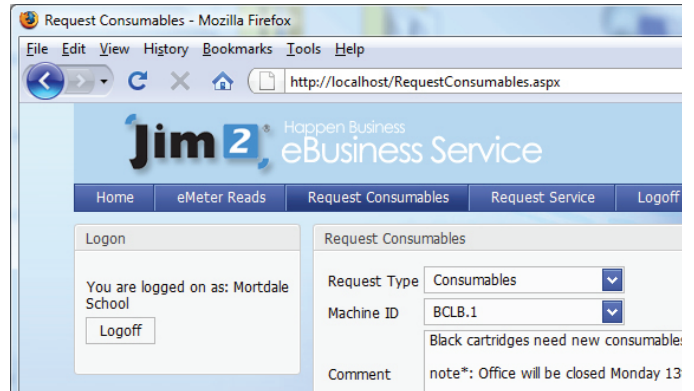 Request Consumables - Mozilla Firefox
File Edit View History Bookmarks Tools Help
http://localhost/RequestConsumables.aspx
Jim2® Happen Business
eBusiness Service
Home eMeter Reads Request Consumables Request Service Logoff
Logon
You are logged on as: Mortdale
School
Logoff
Request Consumables
Request Type Consumables
Machine ID BCLB.1
Comment
Black cartridges need new consumables
note*: Office will be closed Monday 13